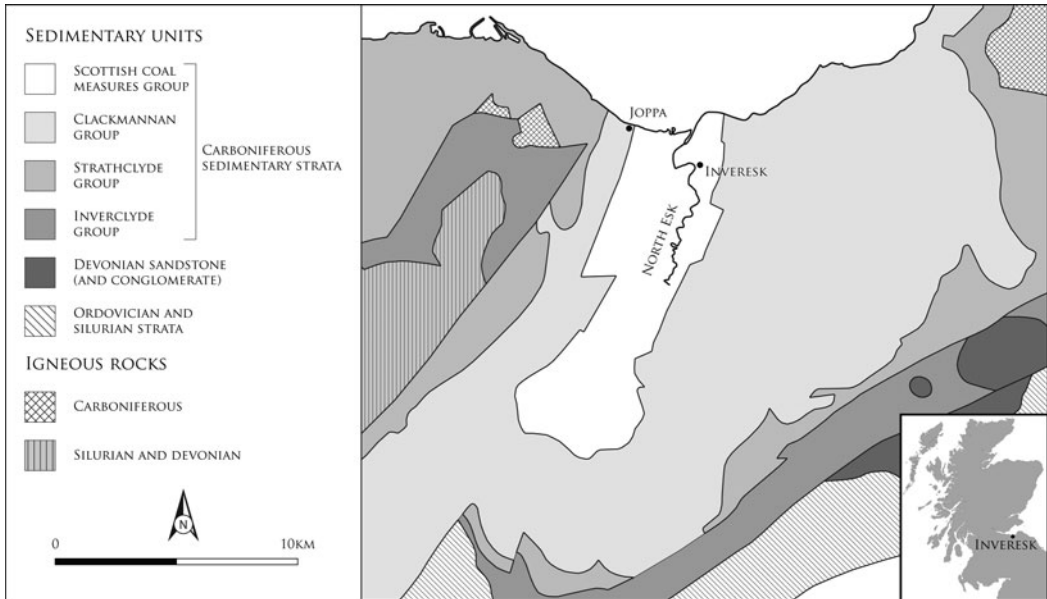 Sedimentary units
Scottish coal
measures group
Clackmannan
group
Strathclyde
group
Inverclyde
group
Carboniferous
sedimentary strata
Devonian sandstone
(and conglomerate)
Ordovician and
silurian strata
Igneous rocks
Carboniferous
Silurian and devonian
N
0
10km
Joppa
Inveresk
North Esk
Inveresk